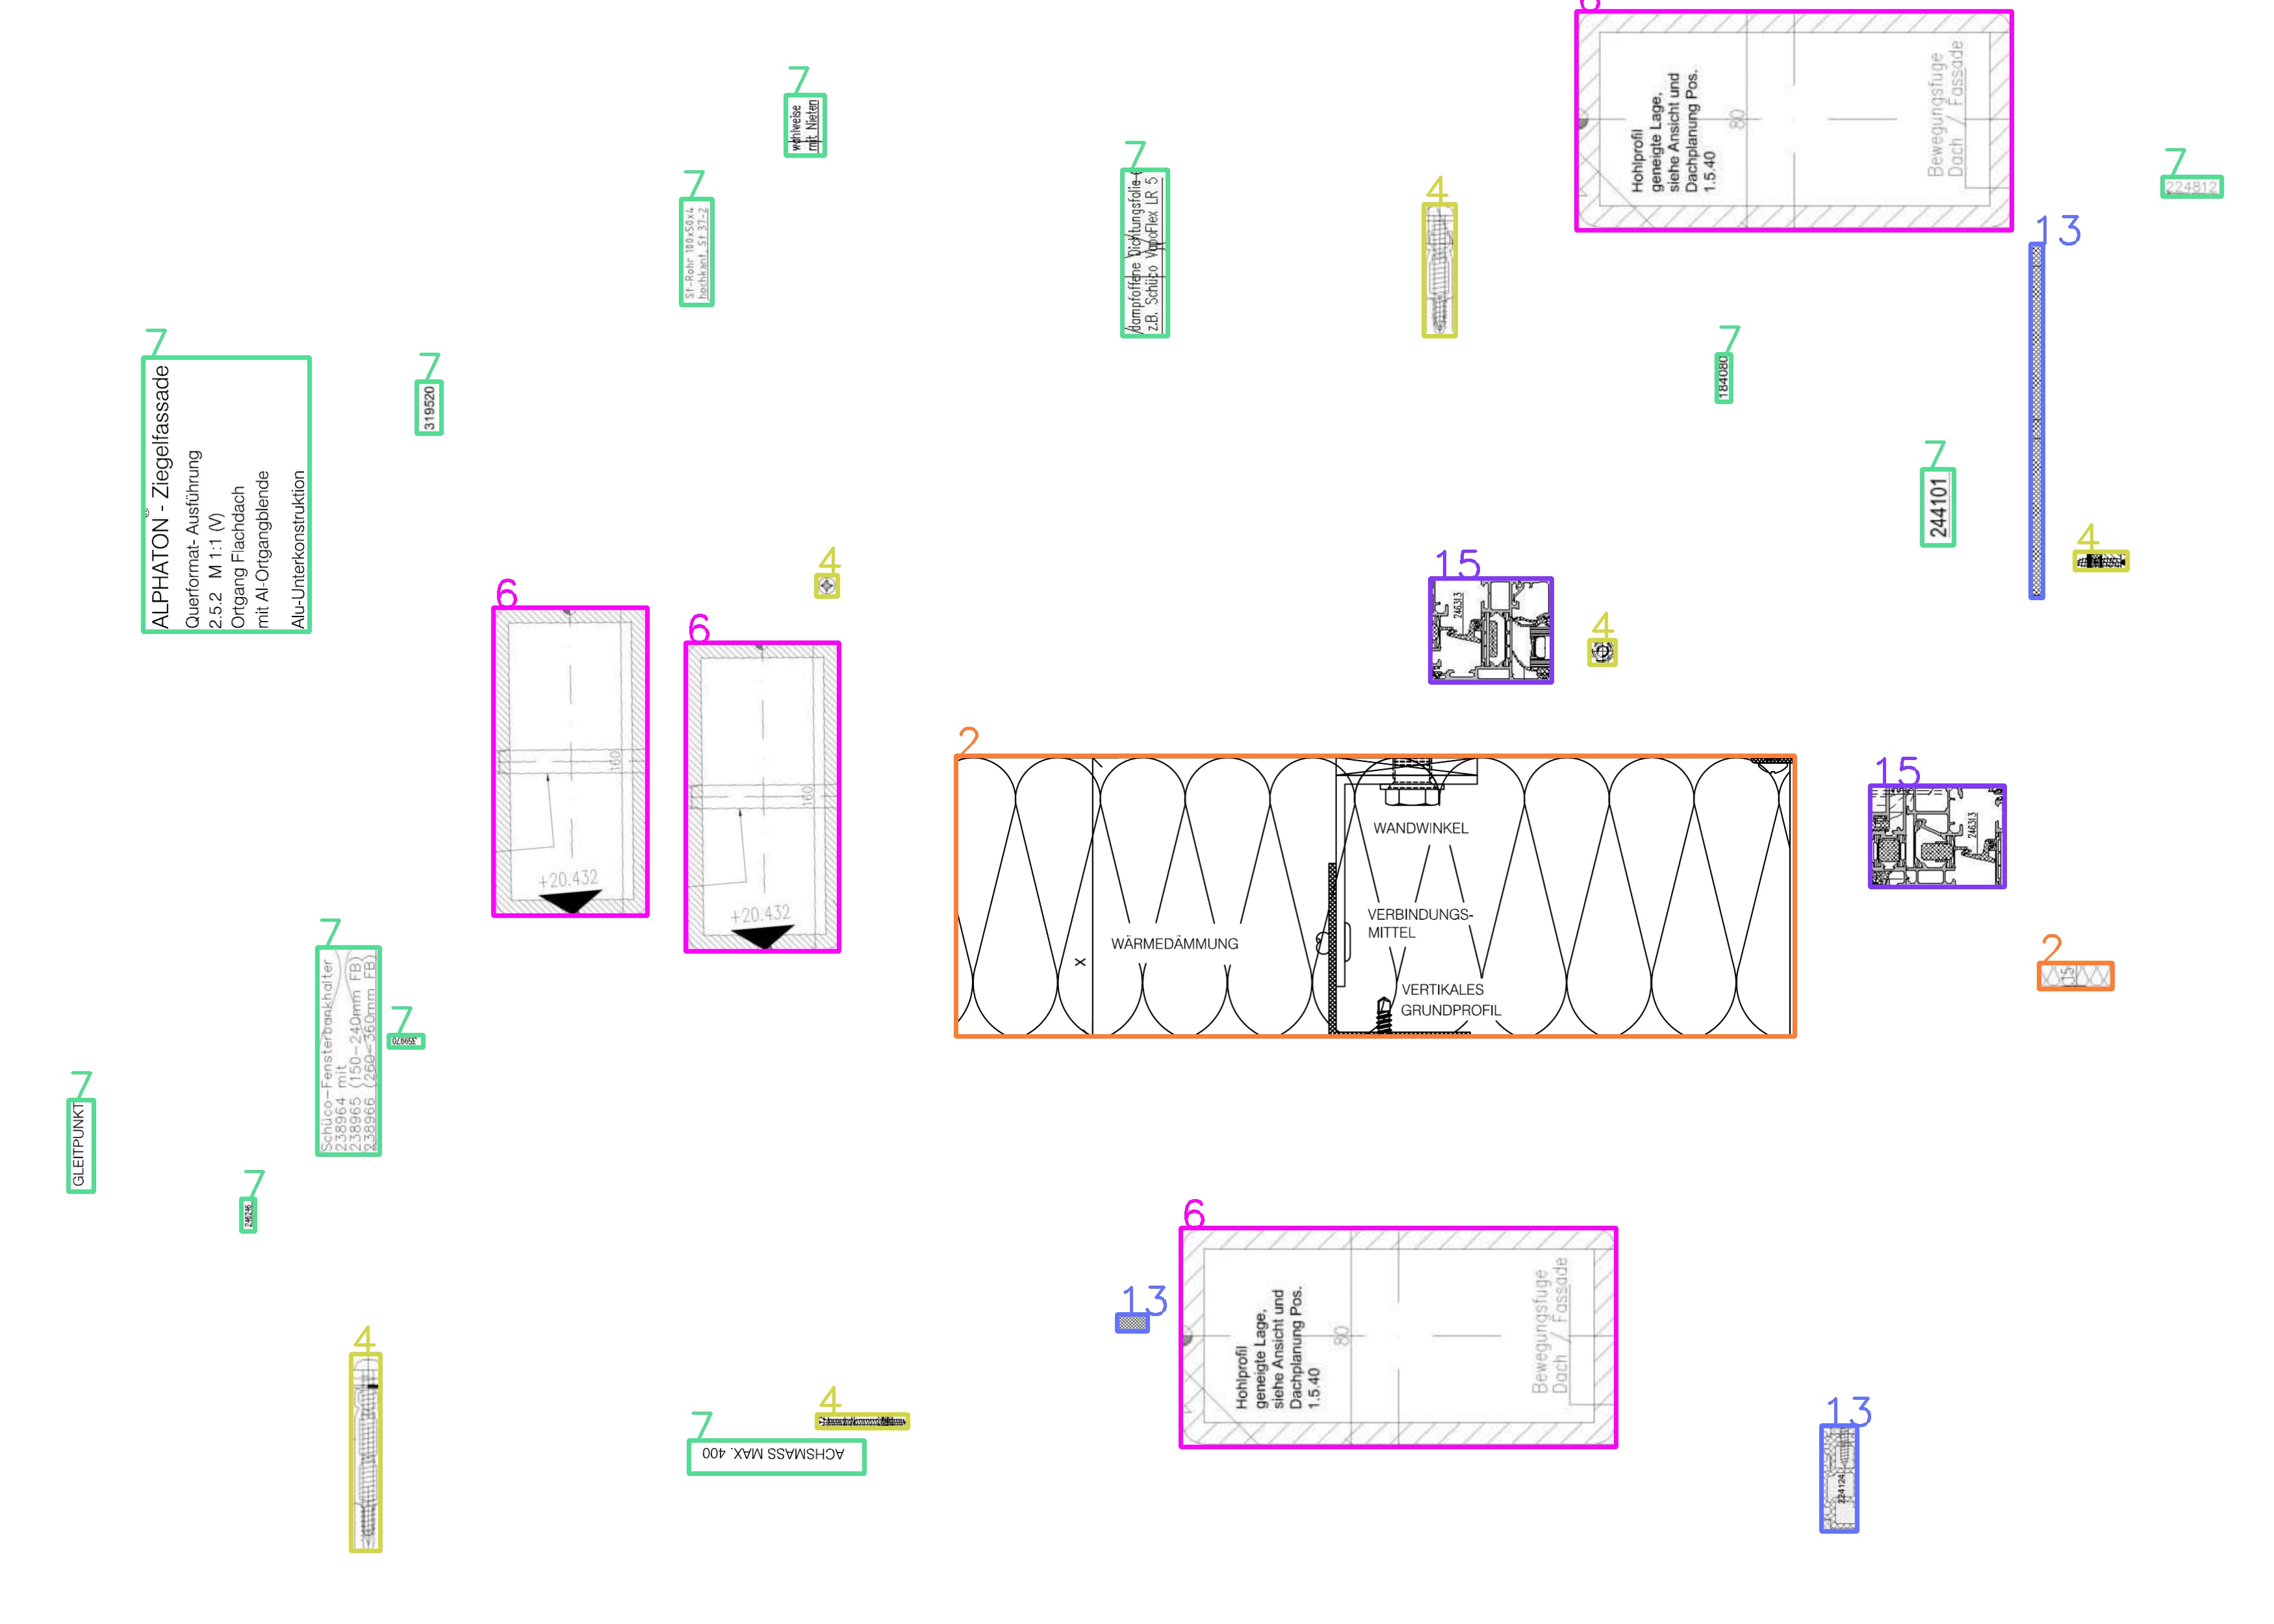 6
7
wahlweise
mit Nieten
7
St-Rohr 100x50x4
hochkant, St 37-2
7
dampfoffene Dichtungsfolie
z.B. Schüco VapoFlex LR 5
4
Hohlprofil
geneigte Lage,
siehe Ansicht und
Dachplanung Pos.
1.5.40
80
Bewegungsfuge
Dach / Fassade
7
224812
13
7
ALPHATON® - Ziegelfassade
Querformat- Ausführung
2.5.2 M 1:1 (V)
Ortgang Flachdach
mit Al-Ortgangblende
Alu-Unterkonstruktion
7
319520
7
184080
7
244101
4
4
15
246313
4
6
160
+20.432
6
160
+20.432
2
WANDWINKEL
VERBINDUNGS-
MITTEL
WÄRMEDÄMMUNG
X
VERTIKALES
GRUNDPROFIL
15
246313
2
15
7
Schüco-Fensterbankhalter
238964 mit
238965 (150-240mm FB)
238966 (260-360mm FB)
7
359970
7
GLEITPUNKT
7
246246
6
Hohlprofil
geneigte Lage,
siehe Ansicht und
Dachplanung Pos.
1.5.40
80
Bewegungsfuge
Dach / Fassade
13
4
4
7
ACHSMASS MAX. 400
13
224124